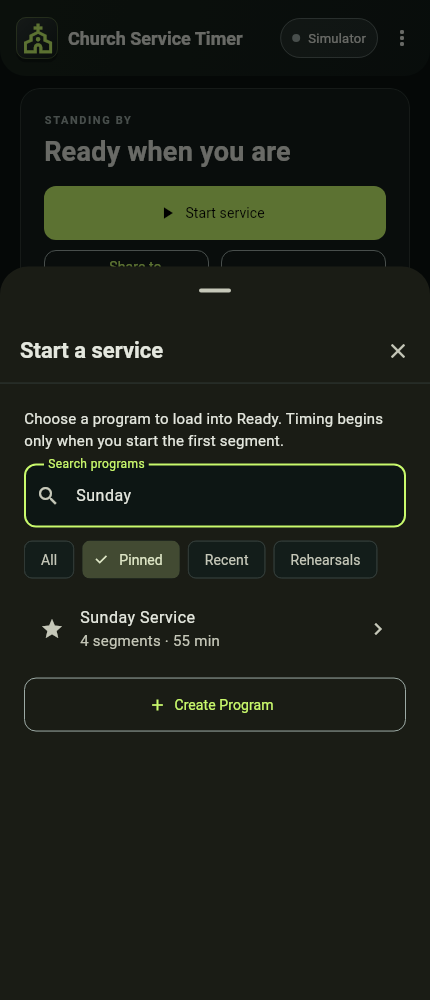 Church Service Timer
Simulator
STANDING BY
Ready when you are
Start service
Share to
Start a service
Choose a program to load into Ready. Timing begins
only when you start the first segment.
Search programs
Sunday
All
Pinned
Recent
Rehearsals
Sunday Service
4 segments · 55 min
Create Program